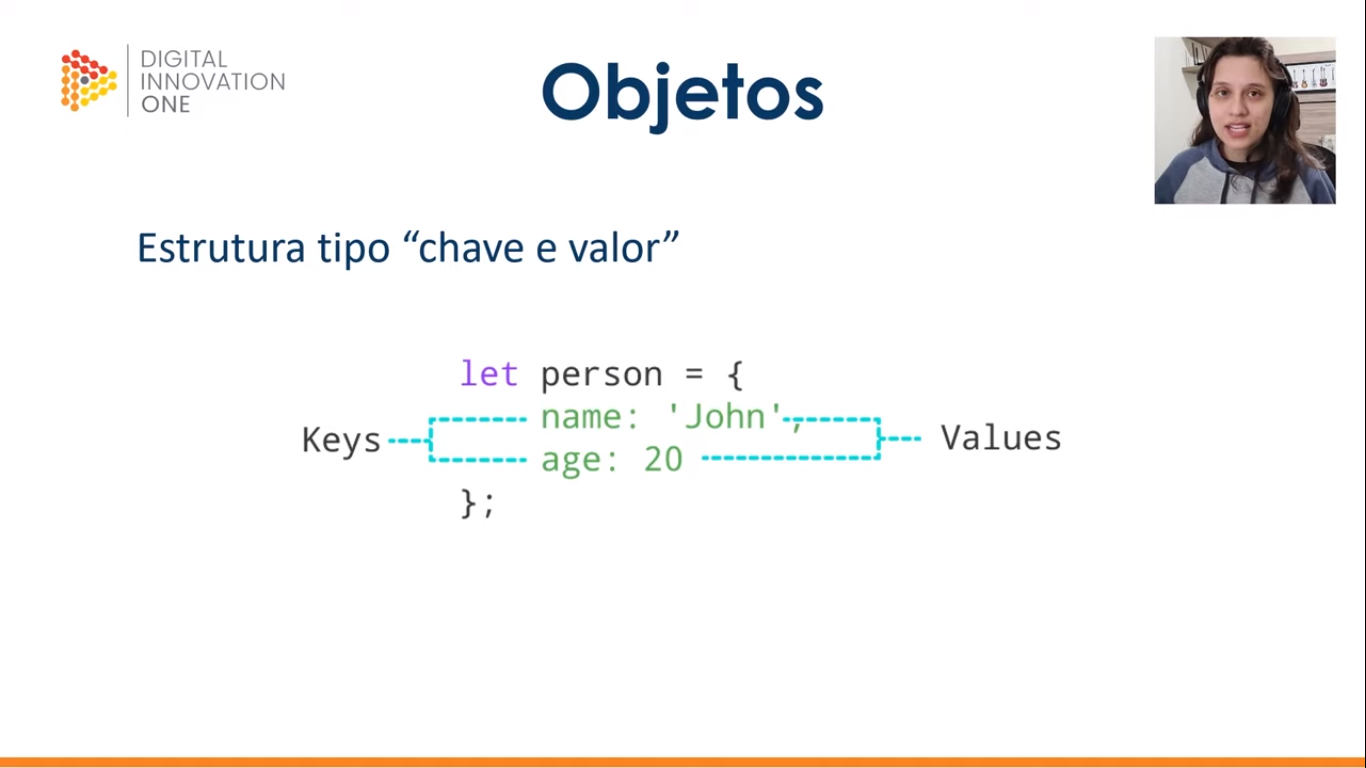 DIGITAL
INNOVATION
ONE
Objetos
Estrutura tipo “chave e valor”
let person = {
Keys
name: 'John',
age: 20
Values
};